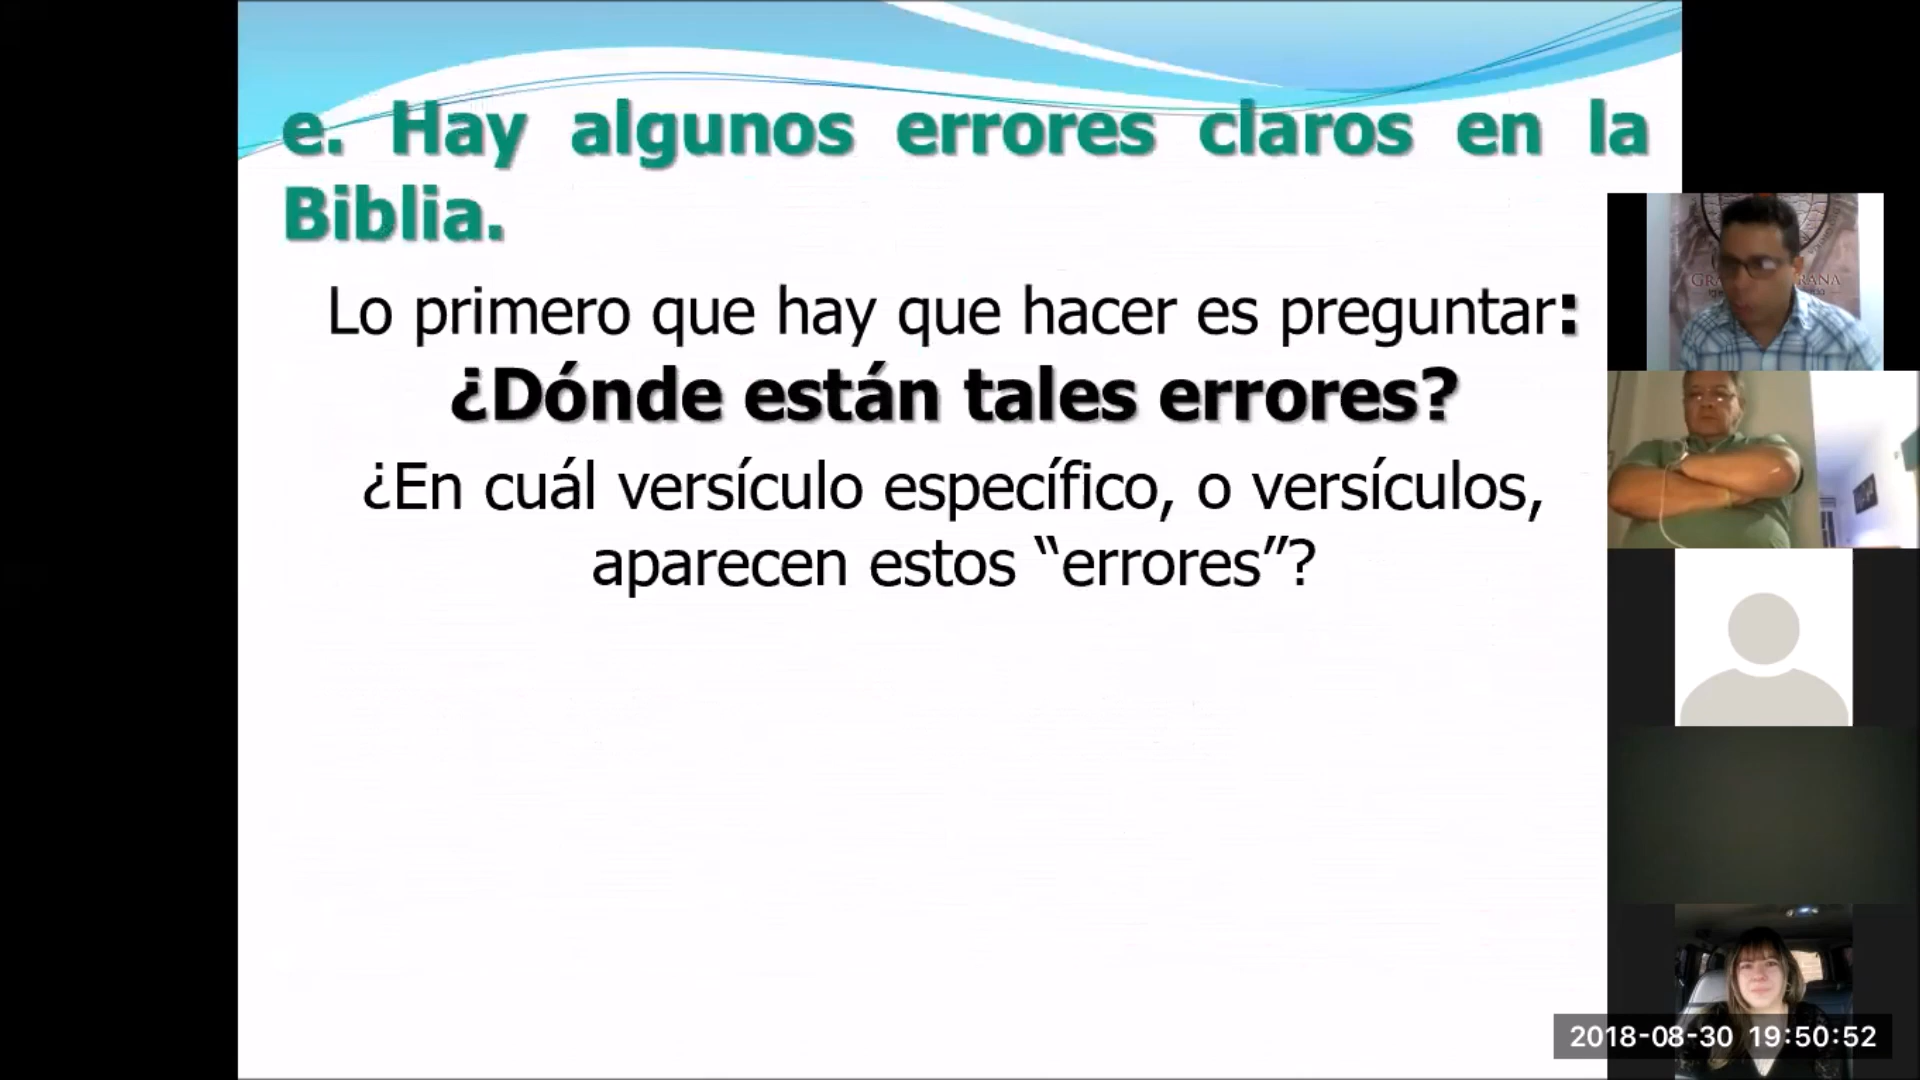 e. Hay algunos errores claros en la
Biblia.
Lo primero que hay que hacer es preguntar:
¿Dónde están tales errores?
¿En cuál versículo específico, o versículos,
aparecen estos “errores”?
2018-08-30 19:50:52